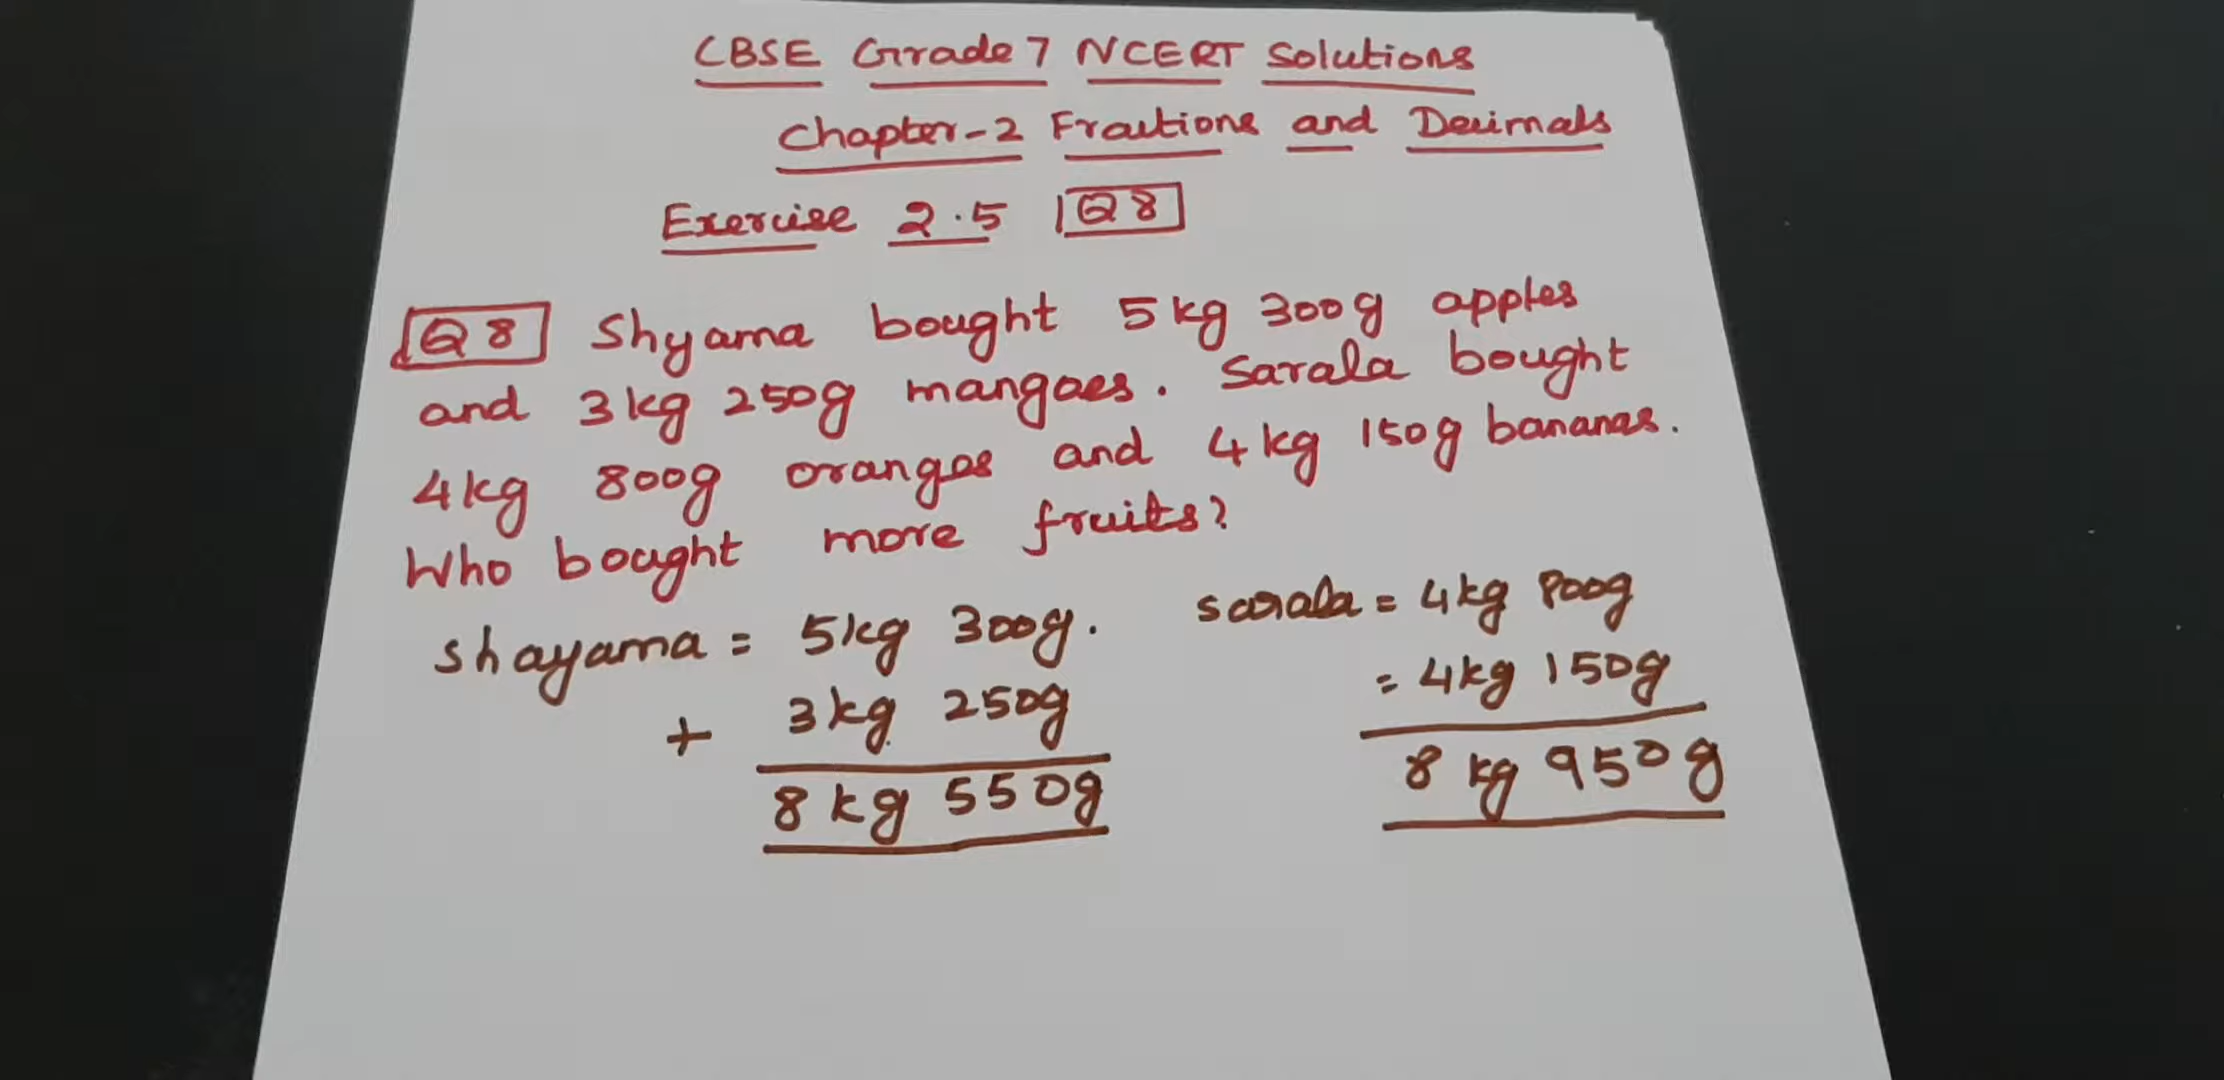 CBSE Grade 7 NCERT Solutions
Chapter-2 Fractions and Decimals
Exercise 2.5 Q8
Q8 Shyama bought 5kg 300g apples
and 3kg 250g mangoes. Sarala bought
4kg 800g oranges and 4kg 150g bananas.
Who bought more fruits?
shayama = 5kg 300g.
+ 3kg 250g
8kg 550g
sarala = 4kg 800g
= 4kg 150g
8 kg 950g